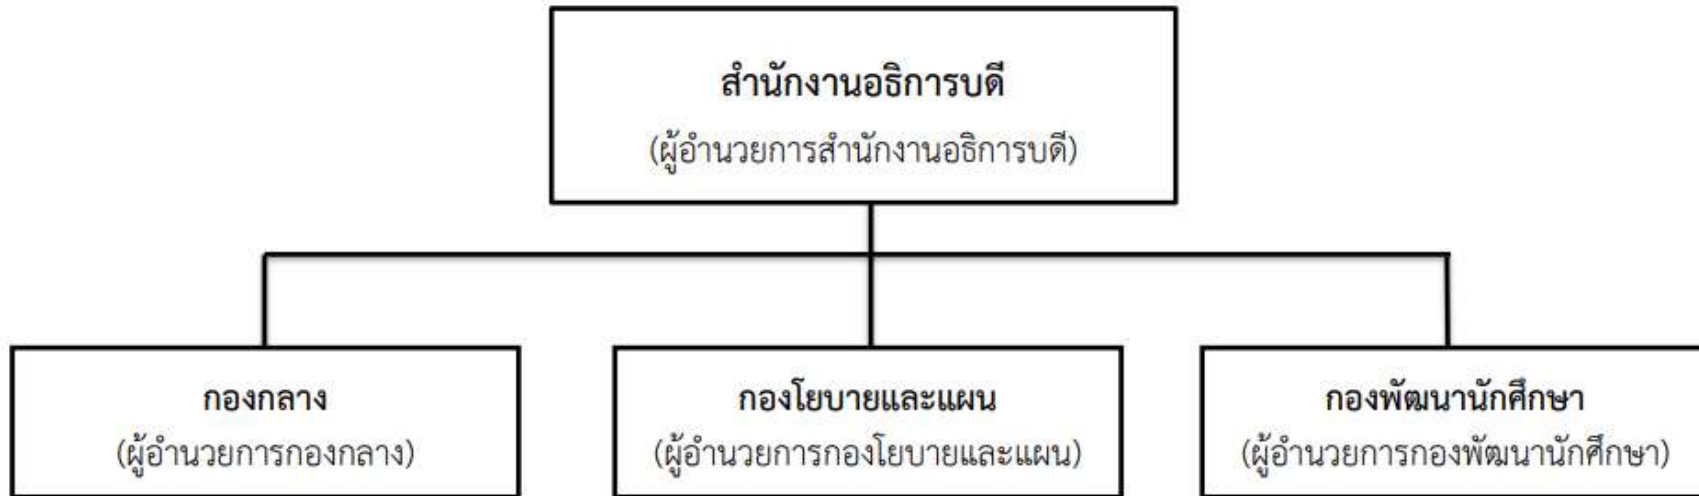 สำนักงานอธิการบดี
(ผู้อำนวยการสำนักงานอธิการบดี)
กองกลาง
(ผู้อำนวยการกองกลาง)
กองโยบายและแผน
(ผู้อำนวยการกองโยบายและแผน)
กองพัฒนานักศึกษา
(ผู้อำนวยการกองพัฒนานักศึกษา)